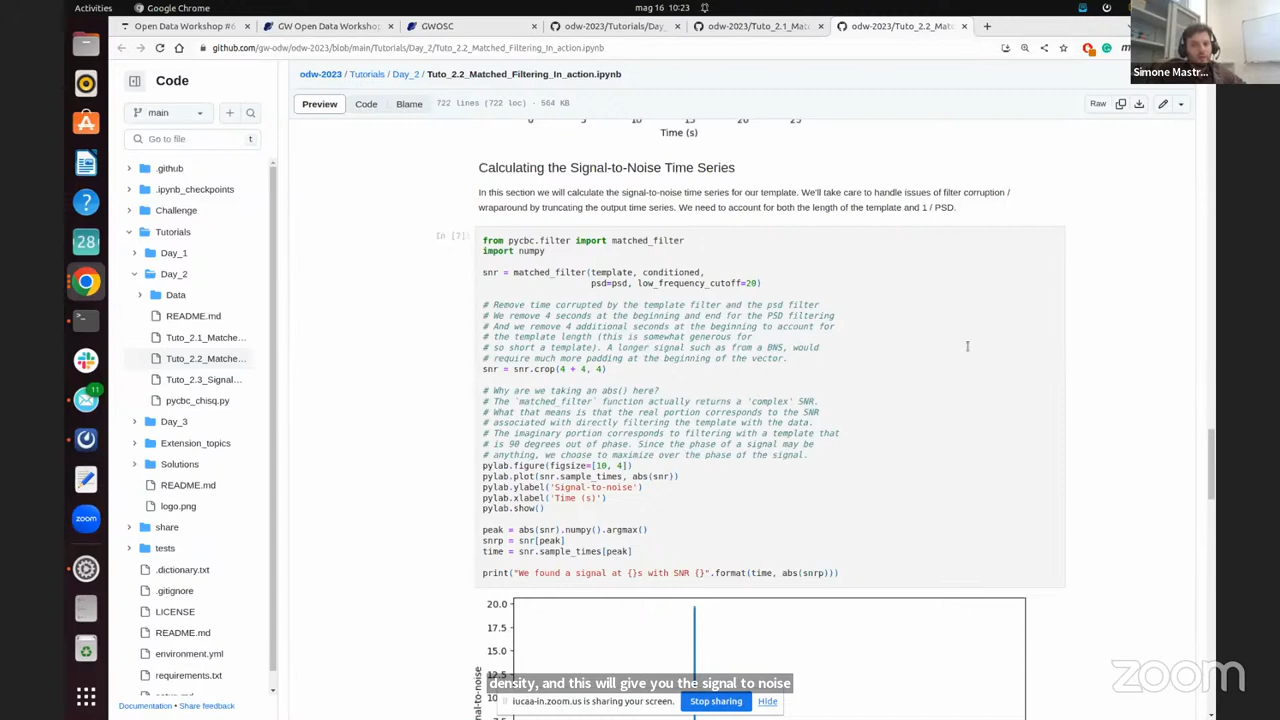 Activities
Google Chrome
mag 16 10:23
Open Data Workshop #6
GW Open Data Workshop
GWOSC
odw-2023/Tutorials/Day_
odw-2023/Tuto_2.1_Mat
odw-2023/Tuto_2.2_Mat
github.com/gw-odw/odw-2023/blob/main/Tutorials/Day_2/Tuto_2.2_Matched_Filtering_In_action.ipynb
Simone Mastr...
Code
main
Go to file
t
.github
.ipynb_checkpoints
Challenge
Tutorials
Day_1
Day_2
Data
README.md
Tuto_2.1_Matche...
Tuto_2.2_Matche...
Tuto_2.3_Signal...
pycbc_chisq.py
Day_3
Extension_topics
Solutions
README.md
logo.png
share
tests
.dictionary.txt
.gitignore
LICENSE
README.md
environment.yml
requirements.txt
Documentation • Share feedback
28
11
zoom
odw-2023 / Tutorials / Day_2 / Tuto_2.2_Matched_Filtering_In_action.ipynb
Preview
Code
Blame
722 lines (722 loc) · 564 KB
Raw
0 5 10 15 20 25
Time (s)
Calculating the Signal-to-Noise Time Series
In this section we will calculate the signal-to-noise time series for our template. We'll take care to handle issues of filter corruption /
wraparound by truncating the output time series. We need to account for both the length of the template and 1 / PSD.
In [7]:
from pycbc.filter import matched_filter
import numpy
snr = matched_filter(template, conditioned,
psd=psd, low_frequency_cutoff=20)
# Remove time corrupted by the template filter and the psd filter
# We remove 4 seconds at the beginning and end for the PSD filtering
# And we remove 4 additional seconds at the beginning to account for
# the template length (this is somewhat generous for
# so short a template). A longer signal such as from a BNS, would
# require much more padding at the beginning of the vector.
snr = snr.crop(4 + 4, 4)
# Why are we taking an abs() here?
# The `matched_filter` function actually returns a 'complex' SNR.
# What that means is that the real portion corresponds to the SNR
# associated with directly filtering the template with the data.
# The imaginary portion corresponds to filtering with a template that
# is 90 degrees out of phase. Since the phase of a signal may be
# anything, we choose to maximize over the phase of the signal.
pylab.figure(figsize=[10, 4])
pylab.plot(snr.sample_times, abs(snr))
pylab.ylabel('Signal-to-noise')
pylab.xlabel('Time (s)')
pylab.show()
peak = abs(snr).numpy().argmax()
snrp = snr[peak]
time = snr.sample_times[peak]
print("We found a signal at {}s with SNR {}".format(time, abs(snrp)))
20.0
17.5
15.0
density, and this will give you the signal to noise
iucaa-in.zoom.us is sharing your screen.
Stop sharing
Hide
zoom